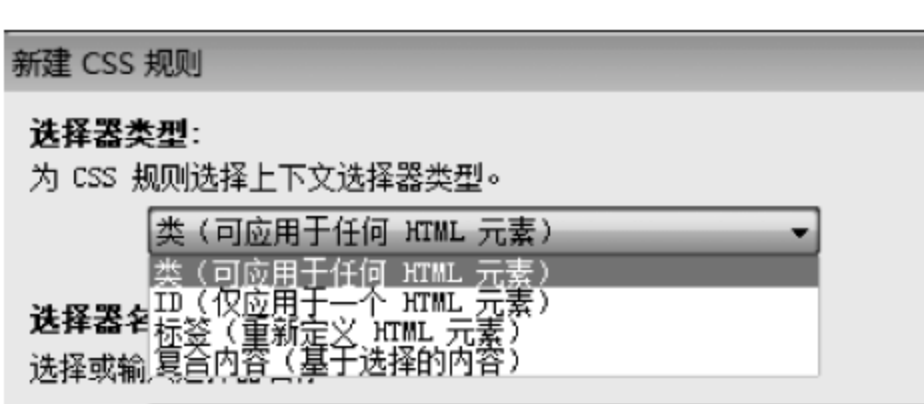 新建 CSS 规则
选择器类型:
为 CSS 规则选择上下文选择器类型。
类（可应用于任何 HTML 元素）
类（可应用于任何 HTML 元素）
ID（仅应用于一个 HTML 元素）
标签（重新定义 HTML 元素）
复合内容（基于选择的内容）
选择器名
选择或输